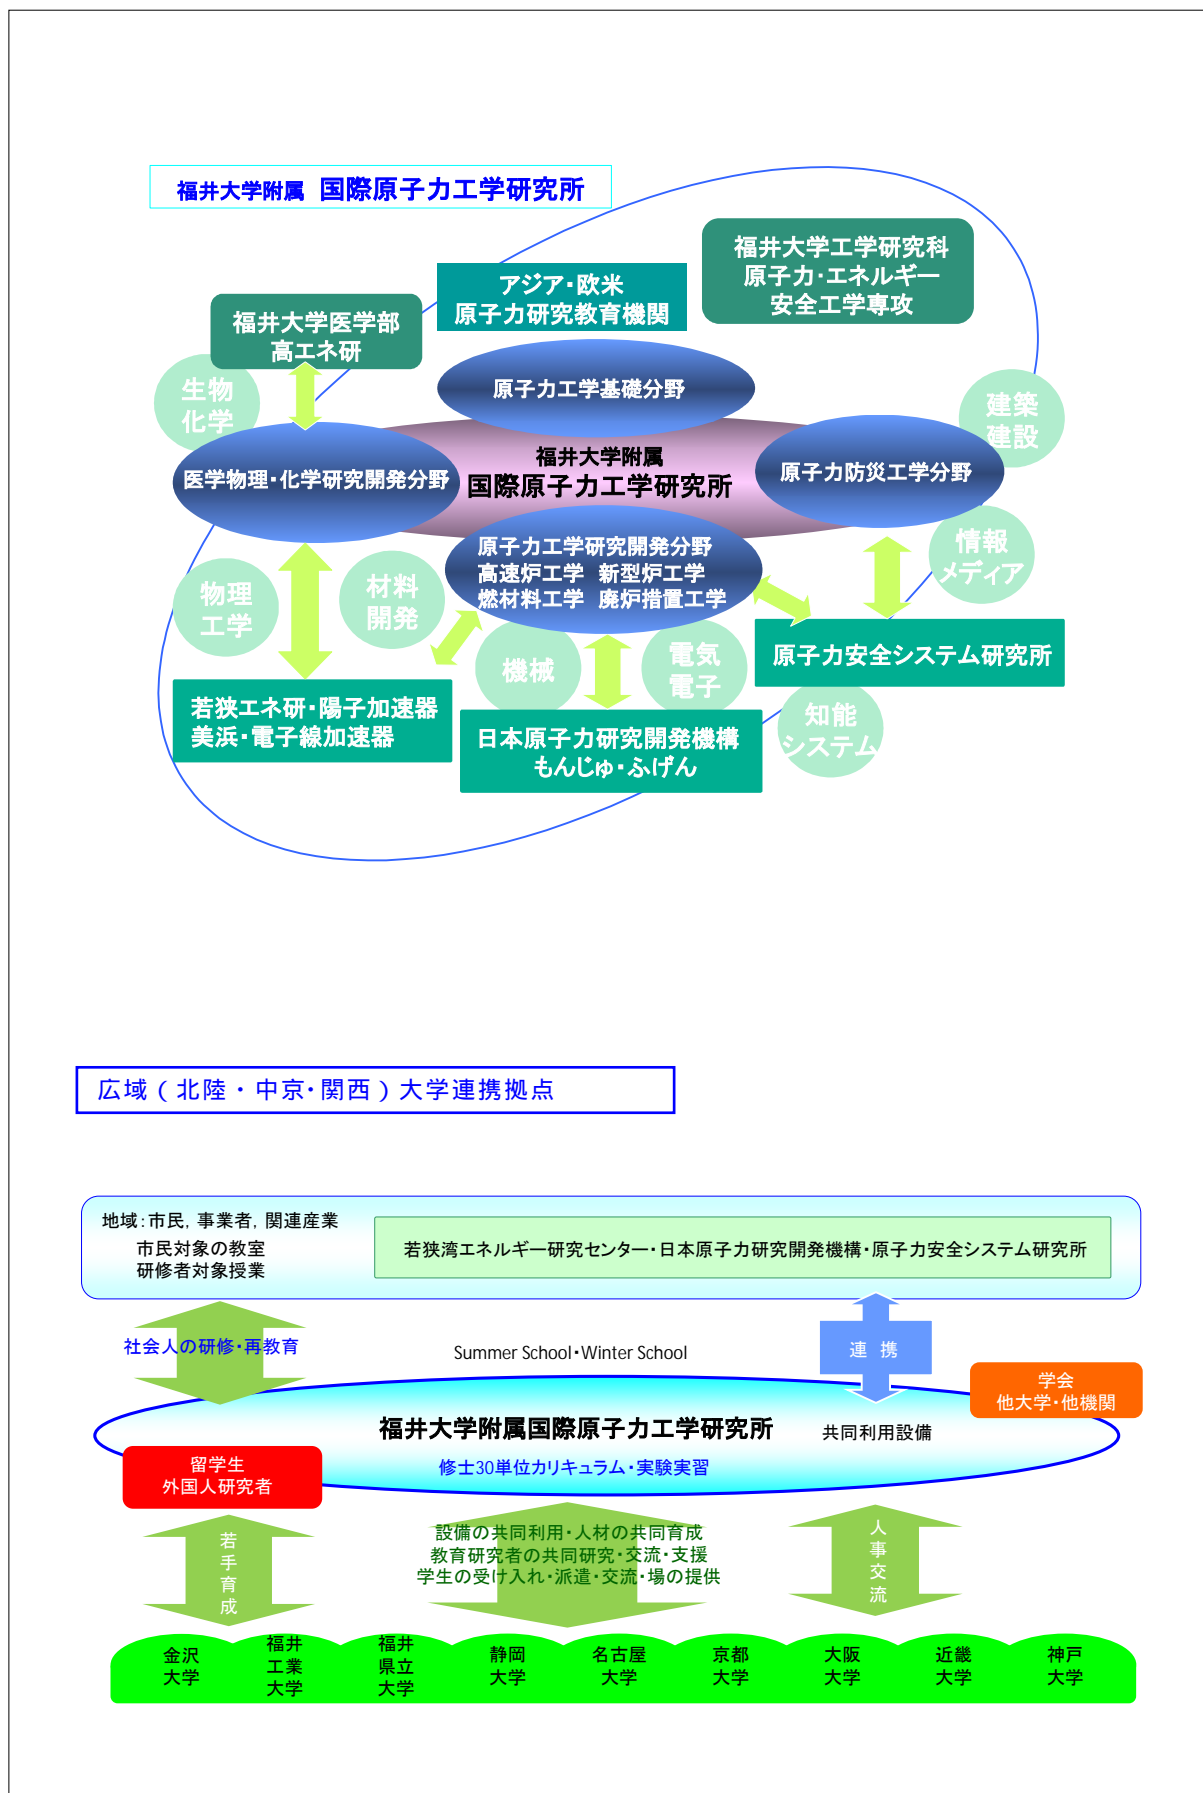 福井大学附属 国際原子力工学研究所
福井大学工学研究科
原子力・エネルギー
安全工学専攻
アジア・欧米
原子力研究教育機関
福井大学医学部
高エネ研
生物
化学
原子力工学基礎分野
建築
建設
福井大学附属
国際原子力工学研究所
医学物理・化学研究開発分野
原子力防災工学分野
原子力工学研究開発分野
高速炉工学 新型炉工学
燃材料工学 廃炉措置工学
情報
メディア
物理
工学
材料
開発
機械
電気
電子
原子力安全システム研究所
若狭エネ研・陽子加速器
美浜・電子線加速器
日本原子力研究開発機構
もんじゅ・ふげん
知能
システム
広域(北陸・中京・関西)大学連携拠点
地域:市民, 事業者, 関連産業
市民対象の教室
研修者対象授業
若狭湾エネルギー研究センター・日本原子力研究開発機構・原子力安全システム研究所
社会人の研修・再教育
Summer School・Winter School
連 携
学会
他大学・他機関
福井大学附属国際原子力工学研究所
共同利用設備
修士30単位カリキュラム・実験実習
留学生
外国人研究者
若手育成
設備の共同利用・人材の共同育成
教育研究者の共同研究・交流・支援
学生の受け入れ・派遣・交流・場の提供
人事交流
金沢
大学
福井
工業
大学
福井
県立
大学
静岡
大学
名古屋
大学
京都
大学
大阪
大学
近畿
大学
神戸
大学